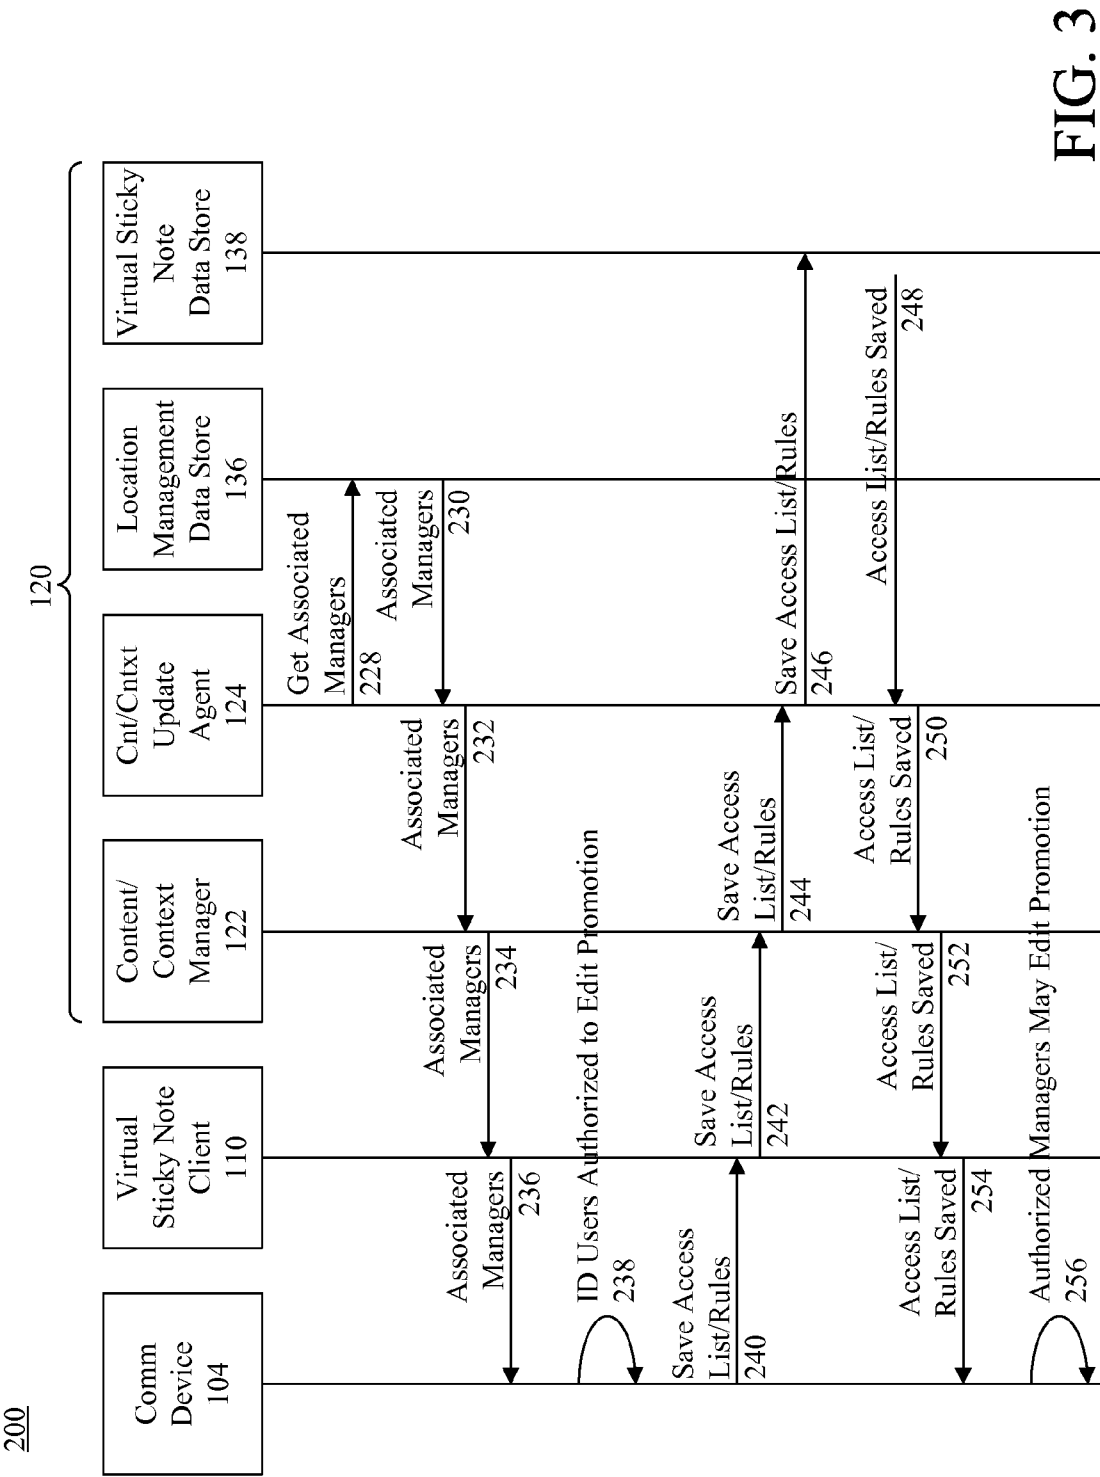 200
120
Comm
Device
104
Virtual
Sticky Note
Client
110
Content/
Context
Manager
122
Cnt/Cntxt
Update
Agent
124
Location
Management
Data Store
136
Virtual Sticky
Note
Data Store
138
Get Associated
Managers
228
Associated
Managers
230
Associated
Managers
232
Associated
Managers
234
Associated
Managers
236
ID Users Authorized to Edit Promotion
238
Save Access
List/Rules
240
Save Access
List/Rules
242
Save Access
List/Rules
244
Save Access List/Rules
246
Access List/Rules Saved
248
Access List/
Rules Saved
250
Access List/
Rules Saved
252
Access List/
Rules Saved
254
Authorized Managers May Edit Promotion
256
FIG. 3